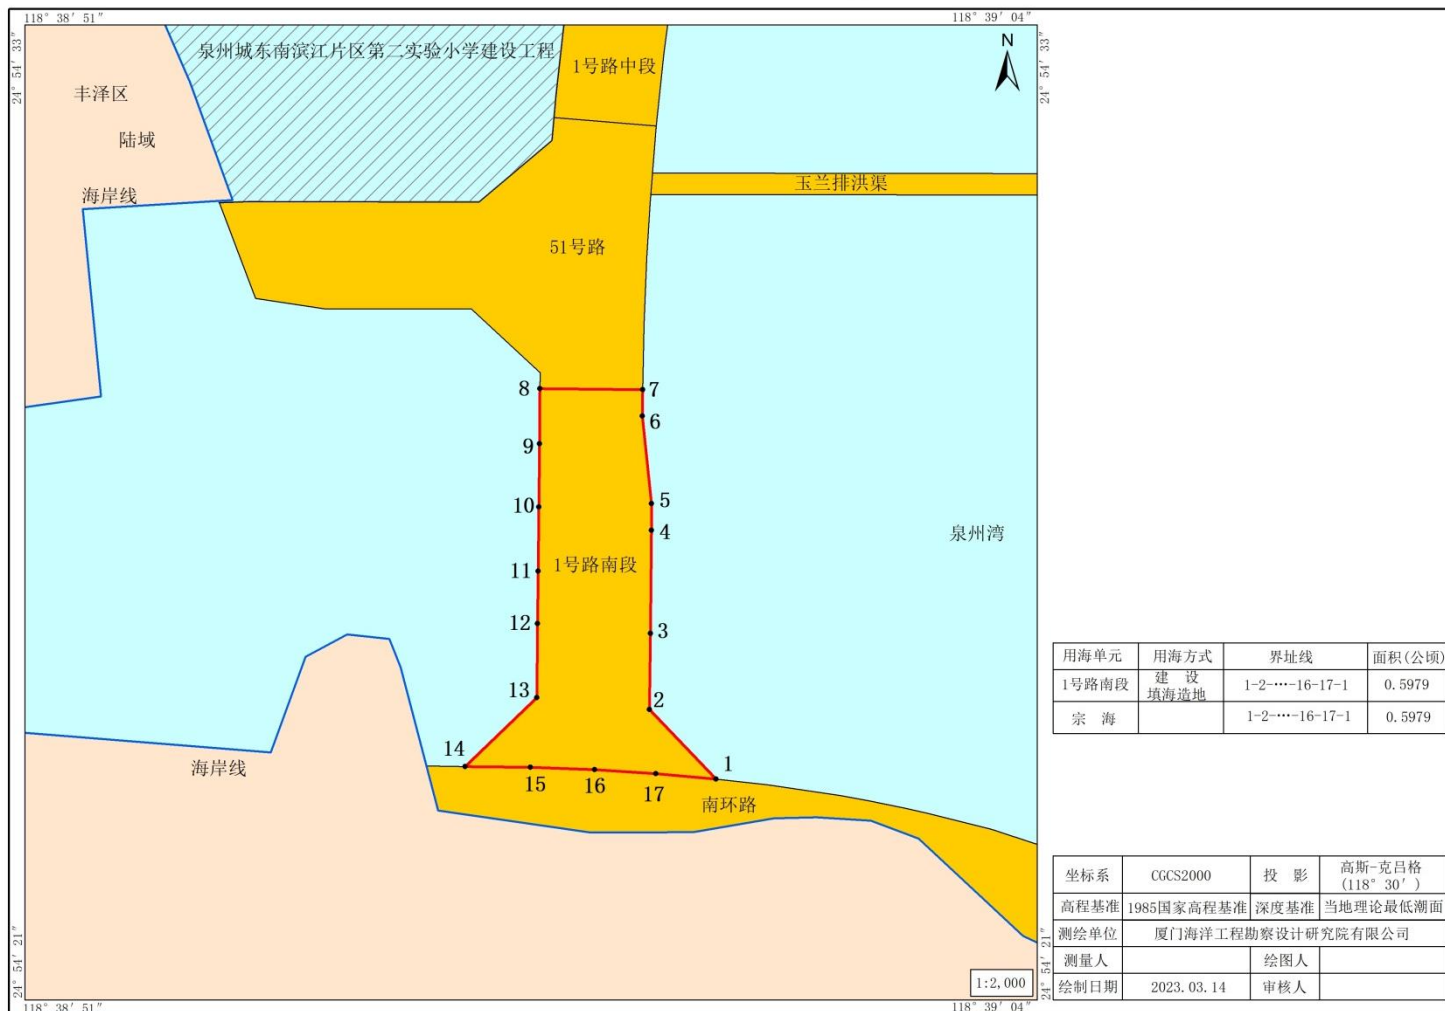 118° 38′ 51″
118° 39′ 04″
24° 54′ 33″
24° 54′ 33″
泉州城东南滨江片区第二实验小学建设工程
1号路中段
N
丰泽区
陆域
海岸线
玉兰排洪渠
51号路
8
7
6
9
5
10
4
泉州湾
1号路南段
11
12
3
13
2
14
1
15
16
17
海岸线
南环路
用海单元 用海方式 界址线 面积(公顷)
1号路南段 建 设 填海造地 1-2-···-16-17-1 0.5979
宗 海 1-2-···-16-17-1 0.5979
坐标系 CGCS2000 投 影 高斯-克吕格 (118° 30′ )
高程基准 1985国家高程基准 深度基准 当地理论最低潮面
测绘单位 厦门海洋工程勘察设计研究院有限公司
测量人 绘图人
绘制日期 2023.03.14 审核人
1:2,000
24° 54′ 21″
24° 54′ 21″
118° 38′ 51″
118° 39′ 04″